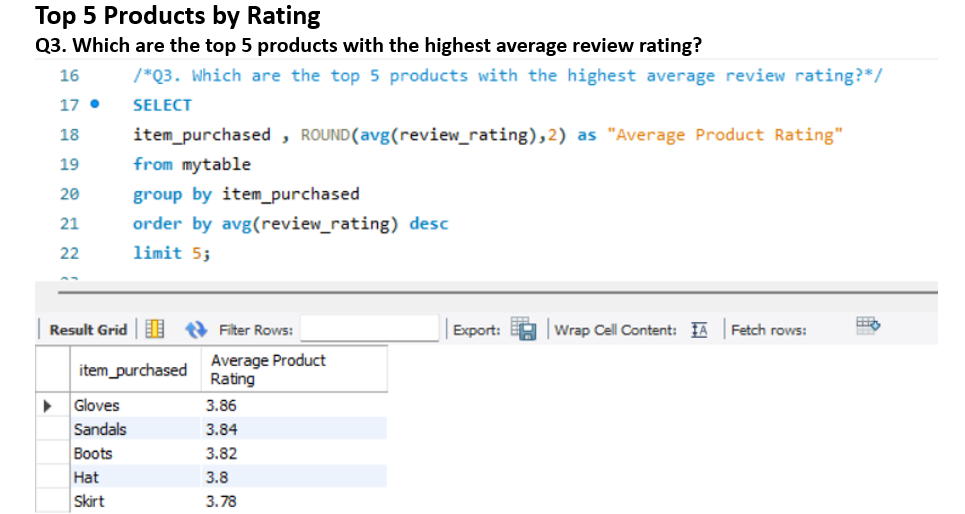 Top 5 Products by Rating
Q3. Which are the top 5 products with the highest average review rating?
16 /*Q3. Which are the top 5 products with the highest average review rating?*/
17 SELECT
18 item_purchased , ROUND(avg(review_rating),2) as "Average Product Rating"
19 from mytable
20 group by item_purchased
21 order by avg(review_rating) desc
22 limit 5;
Result Grid Filter Rows: Export: Wrap Cell Content: Fetch rows:
item_purchased Average Product Rating
Gloves 3.86
Sandals 3.84
Boots 3.82
Hat 3.8
Skirt 3.78